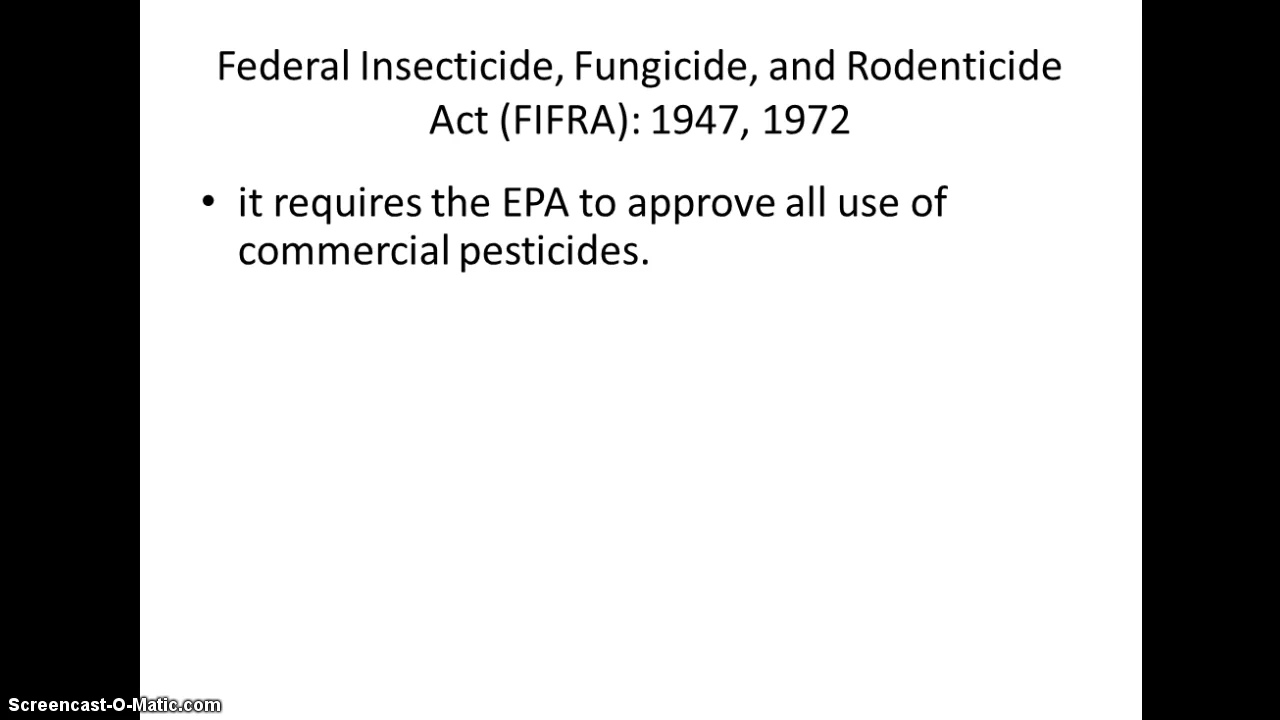 Federal Insecticide, Fungicide, and Rodenticide
Act (FIFRA): 1947, 1972
• it requires the EPA to approve all use of
commercial pesticides.
Screencast-O-Matic.com